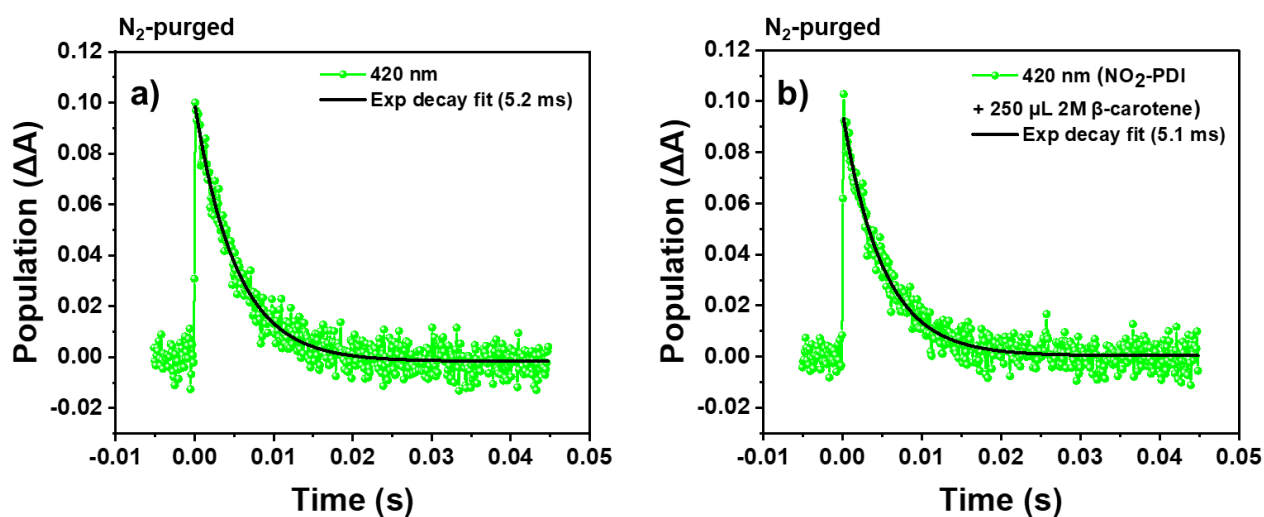 N₂-purged
a)
420 nm
Exp decay fit (5.2 ms)
Population (ΔA)
0.12
0.10
0.08
0.06
0.04
0.02
0.00
-0.02
-0.01 0.00 0.01 0.02 0.03 0.04 0.05
Time (s)
N₂-purged
b)
420 nm (NO₂-PDI
+ 250 µL 2M β-carotene)
Exp decay fit (5.1 ms)
Population (ΔA)
0.12
0.10
0.08
0.06
0.04
0.02
0.00
-0.02
-0.01 0.00 0.01 0.02 0.03 0.04 0.05
Time (s)